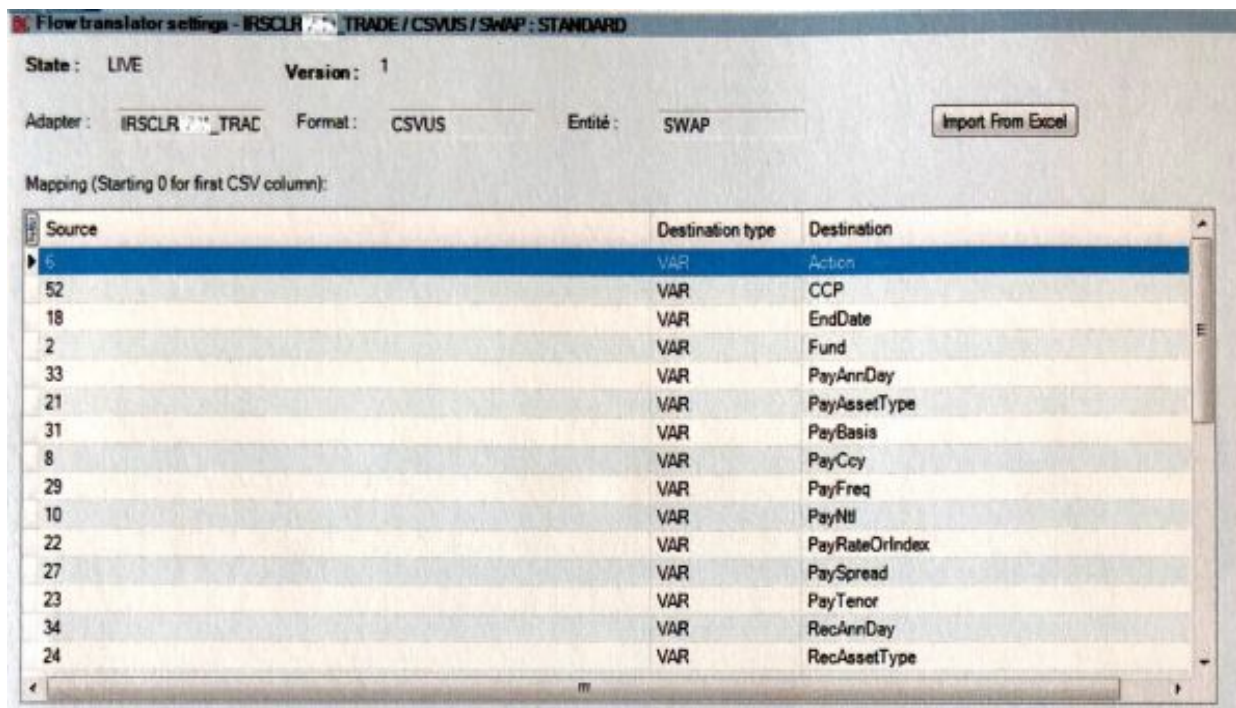 Flow translator settings - IRSCLR _TRADE / CSVUS / SWAP : STANDARD
State : LIVE Version : 1
Adapter : IRSCLR _TRAC Format : CSVUS Entité : SWAP Import From Excel
Mapping (Starting 0 for first CSV column):
Source Destination type Destination
6 VAR Action
52 VAR CCP
18 VAR EndDate
2 VAR Fund
33 VAR PayAnnDay
21 VAR PayAssetType
31 VAR PayBasis
8 VAR PayCcy
29 VAR PayFreq
10 VAR PayNtl
22 VAR PayRateOrIndex
27 VAR PaySpread
23 VAR PayTenor
34 VAR RecAnnDay
24 VAR RecAssetType